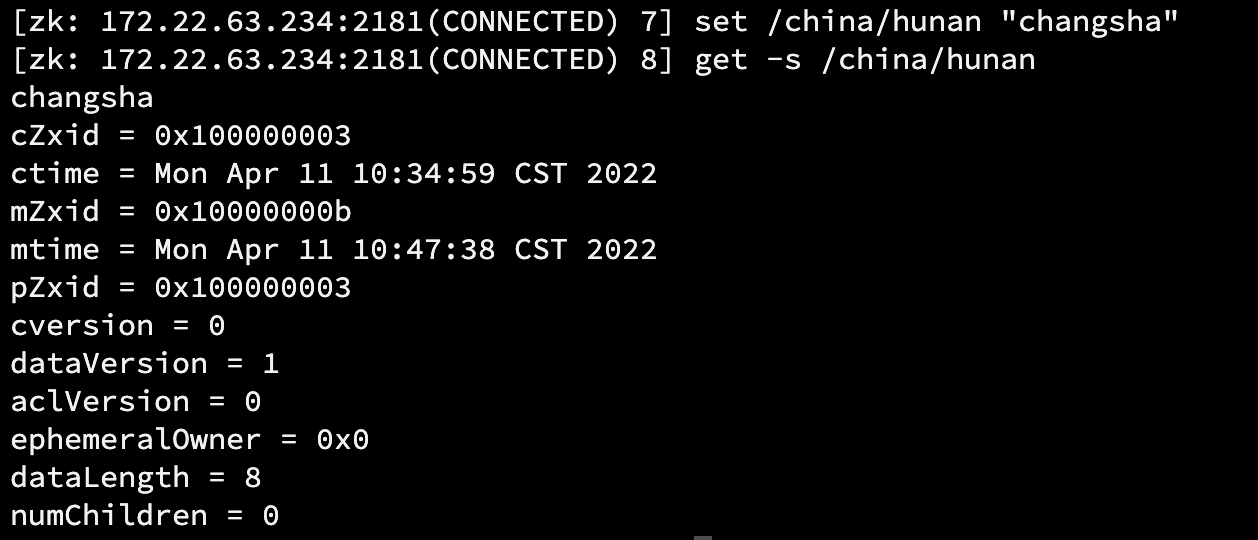 [zk: 172.22.63.234:2181(CONNECTED) 7] set /china/hunan "changsha"
[zk: 172.22.63.234:2181(CONNECTED) 8] get -s /china/hunan
changsha
cZxid = 0x100000003
ctime = Mon Apr 11 10:34:59 CST 2022
mZxid = 0x10000000b
mtime = Mon Apr 11 10:47:38 CST 2022
pZxid = 0x100000003
cversion = 0
dataVersion = 1
aclVersion = 0
ephemeralOwner = 0x0
dataLength = 8
numChildren = 0